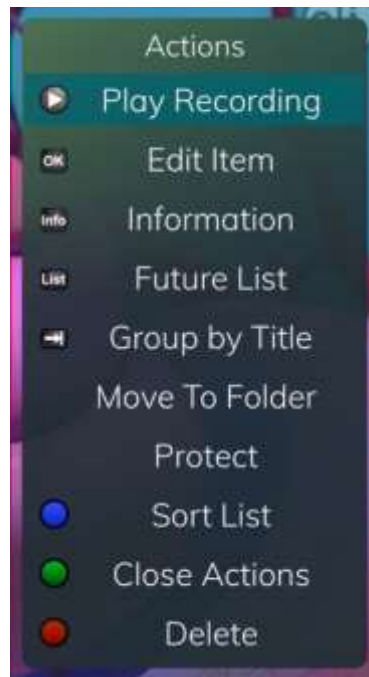 Actions
Play Recording
OK Edit Item
Info Information
List Future List
Group by Title
Move To Folder
Protect
Sort List
Close Actions
Delete